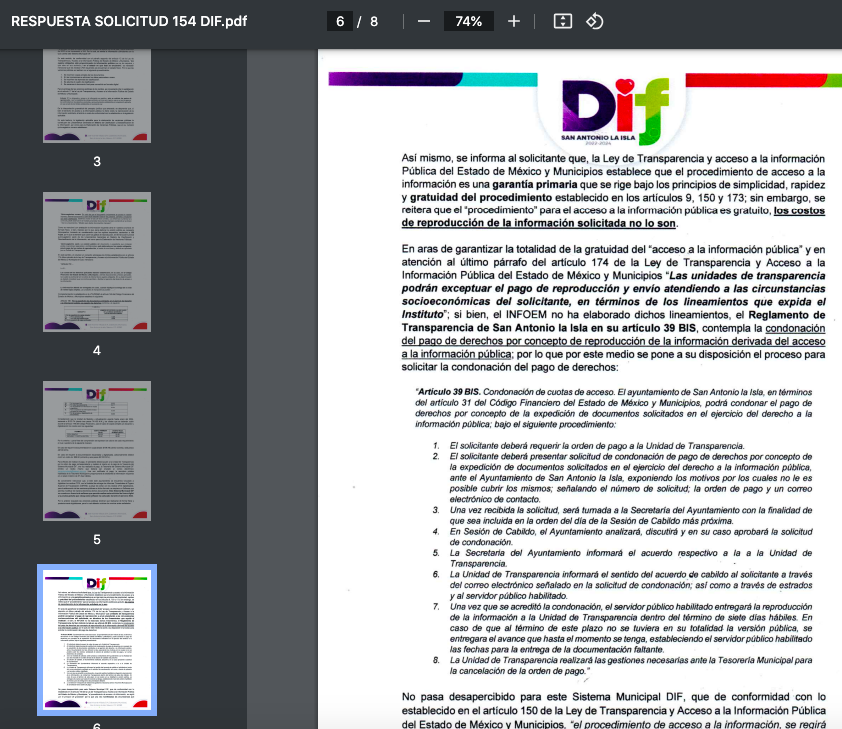 RESPUESTA SOLICITUD 154 DIF.pdf
6 / 8
74%
3
4
5
6
Dif
SAN ANTONIO LA ISLA
Así mismo, se informa al solicitante que, la Ley de Transparencia y acceso a la información
Pública del Estado de México y Municipios establece que el procedimiento de acceso a la
información es una garantía primaria que se rige bajo los principios de simplicidad, rapidez
y gratuidad del procedimiento establecido en los artículos 9, 150 y 173; sin embargo, se
reitera que el "procedimiento" para el acceso a la información pública es gratuito, los costos
de reproducción de la información solicitada no lo son.
En aras de garantizar la totalidad de la gratuidad del "acceso a la información pública" y en
atención al último párrafo del artículo 174 de la Ley de Transparencia y Acceso a la
Información Pública del Estado de México y Municipios "Las unidades de transparencia
podrán exceptuar el pago de reproducción y envío atendiendo a las circunstancias
socioeconómicas del solicitante, en términos de los lineamientos que expida el
Instituto"; si bien, el INFOEM no ha elaborado dichos lineamientos, el Reglamento de
Transparencia de San Antonio la Isla en su artículo 39 BIS, contempla la condonación
del pago de derechos por concepto de reproducción de la información derivada del acceso
a la información pública; por lo que por este medio se pone a su disposición el proceso para
solicitar la condonación del pago de derechos:
"Artículo 39 BIS. Condonación de cuotas de acceso. El ayuntamiento de San Antonio la Isla, en términos
del artículo 31 del Código Financiero del Estado de México y Municipios, podrá condonar el pago de
derechos por concepto de la expedición de documentos solicitados en el ejercicio del derecho a la
información pública; bajo el siguiente procedimiento:
1. El solicitante deberá requerir la orden de pago a la Unidad de Transparencia.
2. El solicitante deberá presentar solicitud de condonación de pago de derechos por concepto de
la expedición de documentos solicitados en el ejercicio del derecho a la información pública,
ante el Ayuntamiento de San Antonio la Isla, exponiendo los motivos por los cuales no le es
posible cubrir los mismos; señalando el número de solicitud; la orden de pago y un correo
electrónico de contacto.
3. Una vez recibida la solicitud, será turnada a la Secretaría del Ayuntamiento con la finalidad de
que sea incluida en la orden del día de la Sesión de Cabildo más próxima.
4. En Sesión de Cabildo, el Ayuntamiento analizará, discutirá y en su caso aprobará la solicitud
de condonación.
5. La Secretaria del Ayuntamiento informará el acuerdo respectivo a la a la Unidad de
Transparencia.
6. La Unidad de Transparencia informará el sentido del acuerdo de cabildo al solicitante a través
del correo electrónico señalado en la solicitud de condonación; así como a través de estrados
y al servidor público habilitado.
7. Una vez que se acreditó la condonación, el servidor público habilitado entregará la reproducción
de la información a la Unidad de Transparencia dentro del término de siete días hábiles. En
caso de que al término de este plazo no se tuviera en su totalidad la versión pública, se
entregara el avance que hasta el momento se tenga, estableciendo el servidor público habilitado
las fechas para la entrega de la documentación faltante.
8. La Unidad de Transparencia realizará las gestiones necesarias ante la Tesorería Municipal para
la cancelación de la orden de pago."
No pasa desapercibido para este Sistema Municipal DIF, que de conformidad con lo
establecido en el artículo 150 de la Ley de Transparencia y Acceso a la Información Pública
del Estado de México y Municipios, "el procedimiento de acceso a la información, se regirá